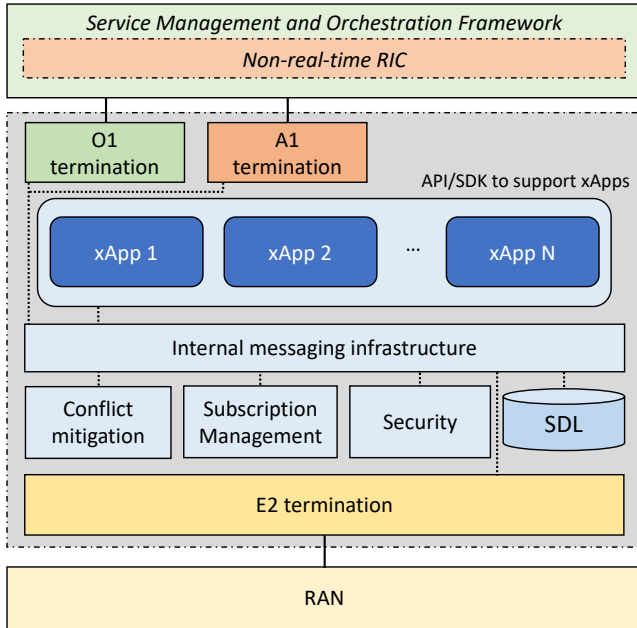 Service Management and Orchestration Framework
Non-real-time RIC
O1
termination
A1
termination
API/SDK to support xApps
xApp 1
xApp 2
...
xApp N
Internal messaging infrastructure
Conflict
mitigation
Subscription
Management
Security
SDL
E2 termination
RAN